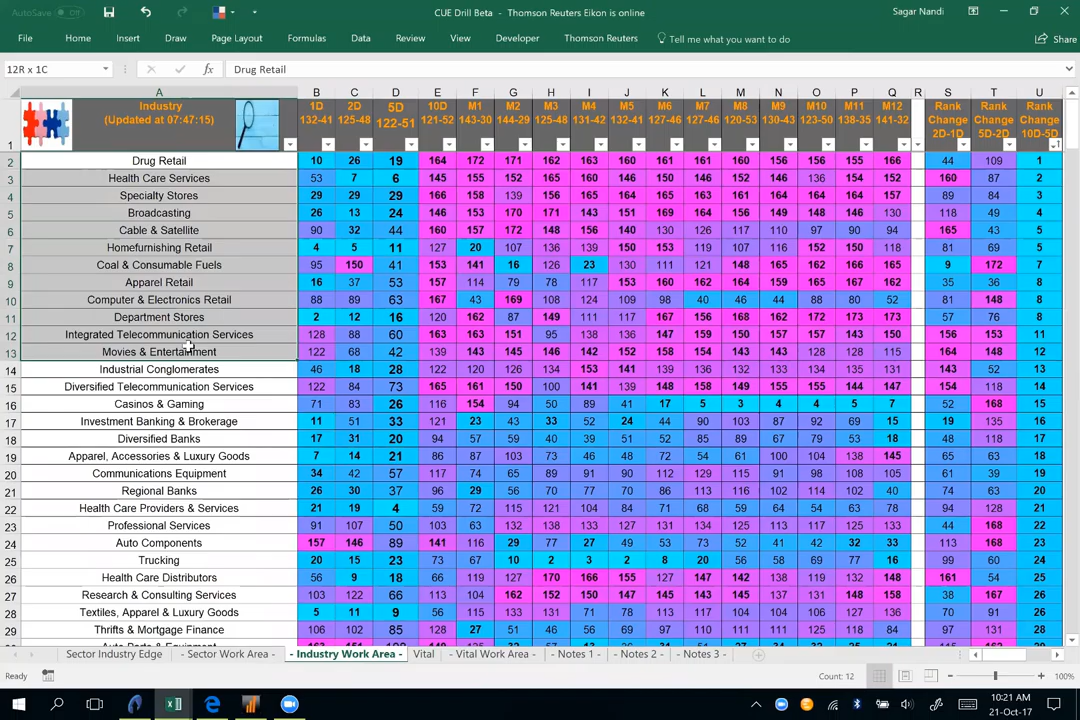 AutoSave Off CUE Drill Beta - Thomson Reuters Eikon is online Sagar Nandi
File Home Insert Draw Page Layout Formulas Data Review View Developer Thomson Reuters Tell me what you want to do Share
12R x 1C fx Drug Retail
A B C D E F G H I J K L M N O P Q R S T U
1 Industry (Updated at 07:47:15) 1D 132-41 2D 125-48 5D 122-51 10D 121-52 M1 143-30 M2 144-29 M3 125-48 M4 131-42 M5 132-41 M6 127-46 M7 127-46 M8 120-53 M9 130-43 M10 123-50 M11 138-35 M12 141-32 Rank Change 2D-1D Rank Change 5D-2D Rank Change 10D-5D
2 Drug Retail 10 26 19 164 172 171 162 163 160 161 161 160 156 156 155 166 44 109 1
3 Health Care Services 53 7 6 145 155 152 165 160 146 150 146 152 146 136 154 152 160 87 2
4 Specialty Stores 29 29 29 166 158 139 156 165 164 165 163 161 164 164 164 157 89 84 3
5 Broadcasting 26 13 24 146 153 170 171 143 151 169 164 156 149 148 146 130 118 49 4
6 Cable & Satellite 90 32 44 160 157 172 148 156 140 130 126 117 110 97 90 94 165 43 5
7 Homefurnishing Retail 4 5 11 143 20 107 136 139 150 153 119 107 116 152 150 118 81 69 5
8 Coal & Consumable Fuels 95 150 41 153 141 16 126 23 130 111 121 148 165 162 166 165 9 172 7
9 Apparel Retail 16 37 53 157 114 79 78 117 153 160 162 164 159 165 167 162 35 36 8
10 Computer & Electronics Retail 88 89 63 167 43 169 108 124 109 98 40 46 44 88 80 52 81 148 8
11 Department Stores 2 12 16 120 162 87 149 111 117 167 156 168 167 162 173 173 57 76 8
12 Integrated Telecommunication Services 128 88 60 163 163 151 95 138 136 147 159 150 157 157 143 150 156 153 11
13 Movies & Entertainment 122 68 42 139 143 145 146 142 152 158 154 143 143 128 128 115 164 148 12
14 Industrial Conglomerates 46 18 28 122 120 126 134 153 141 139 133 132 133 134 135 131 143 52 13
15 Diversified Telecommunication Services 122 84 73 165 161 150 100 141 139 148 158 149 155 155 144 147 154 118 14
16 Casinos & Gaming 71 83 26 116 154 94 50 89 41 17 5 3 4 4 5 7 52 168 15
17 Investment Banking & Brokerage 11 51 33 121 23 43 33 52 24 44 90 103 87 92 69 15 19 135 16
18 Diversified Banks 17 31 20 94 57 59 40 39 51 52 85 89 67 79 53 18 48 118 17
19 Apparel, Accessories & Luxury Goods 7 14 21 86 87 103 73 46 48 72 54 61 100 104 138 145 65 63 18
20 Communications Equipment 34 42 57 117 74 65 89 91 90 112 129 115 91 98 108 105 61 39 19
21 Regional Banks 26 30 37 96 29 56 70 77 70 86 113 116 102 114 102 40 74 63 20
22 Health Care Providers & Services 21 19 4 59 72 115 121 104 84 71 68 59 64 54 63 78 94 128 21
23 Professional Services 91 107 50 103 63 132 138 133 127 131 134 125 113 117 125 133 44 168 22
24 Auto Components 157 146 89 141 116 29 77 27 49 53 73 52 41 42 32 33 113 168 23
25 Trucking 20 15 23 73 67 10 2 3 2 8 20 56 58 69 77 16 99 60 24
26 Health Care Distributors 56 9 18 66 119 127 170 166 155 127 147 142 138 119 132 148 161 54 25
27 Research & Consulting Services 103 122 66 113 104 162 152 150 147 145 143 145 137 131 148 158 38 167 26
28 Textiles, Apparel & Luxury Goods 5 11 9 56 115 133 131 71 78 113 79 84 104 106 127 136 70 91 26
29 Thrifts & Mortgage Finance 106 102 85 128 27 51 46 56 69 97 110 111 111 125 118 84 97 131 28
Sector Industry Edge - Sector Work Area - - Industry Work Area - Vital - Vital Work Area - - Notes 1 - - Notes 2 - - Notes 3 -
Ready Count: 12 100%
10:21 AM
21-Oct-17